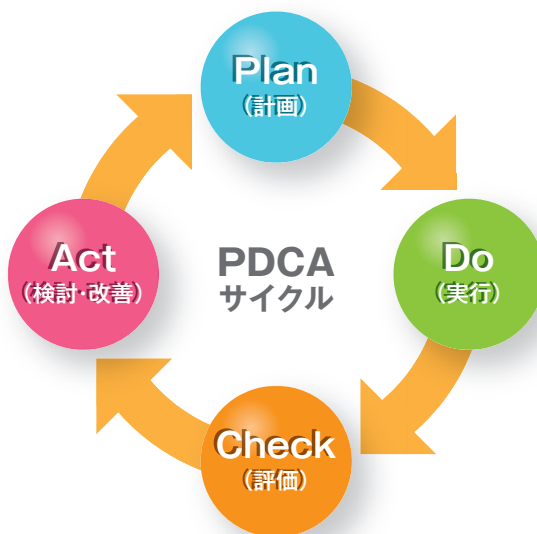 Plan
（計画）
Do
（実行）
Check
（評価）
Act
（検討・改善）
PDCA
サイクル